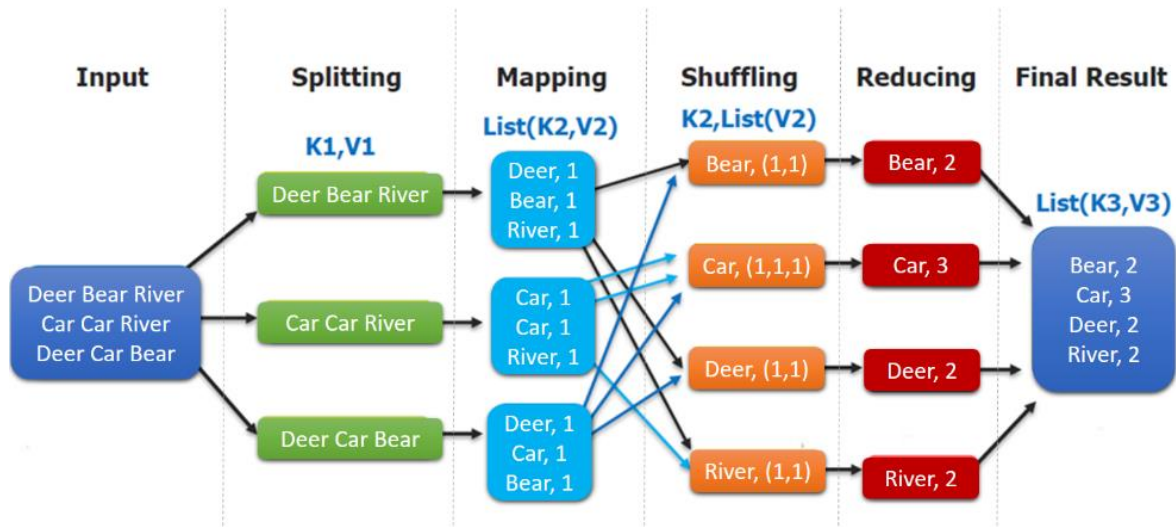 Input
Splitting
Mapping
Shuffling
Reducing
Final Result
K1,V1
List(K2,V2)
K2,List(V2)
List(K3,V3)
Deer Bear River
Car Car River
Deer Car Bear
Deer Bear River
Car Car River
Deer Car Bear
Deer, 1
Bear, 1
River, 1
Car, 1
Car, 1
River, 1
Deer, 1
Car, 1
Bear, 1
Bear, (1,1)
Car, (1,1,1)
Deer, (1,1)
River, (1,1)
Bear, 2
Car, 3
Deer, 2
River, 2
Bear, 2
Car, 3
Deer, 2
River, 2